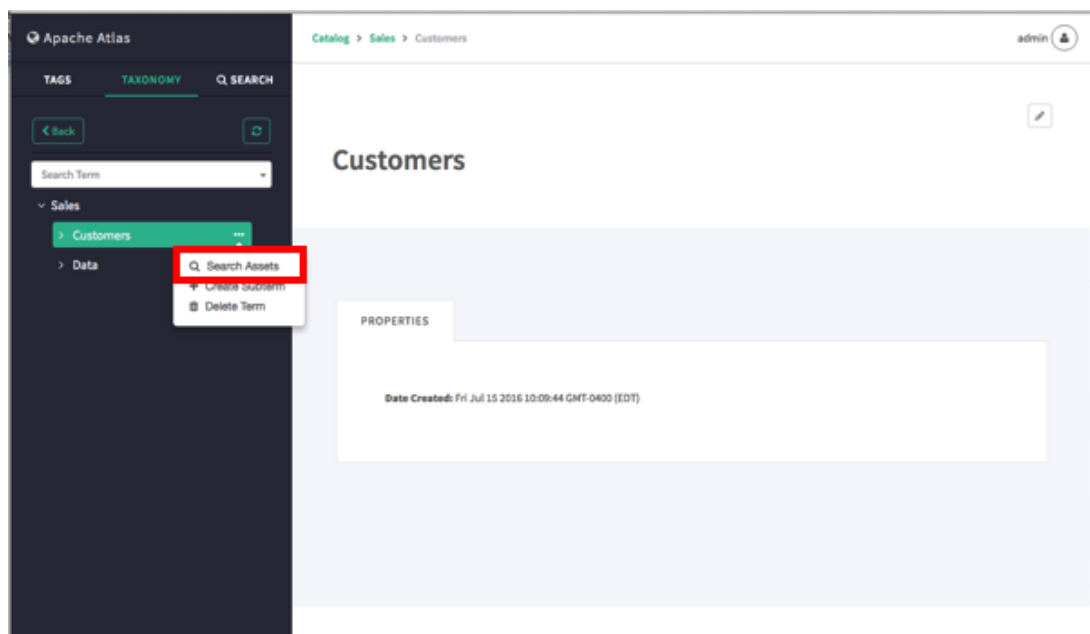 Apache Atlas
Catalog > Sales > Customers
admin
TAGS TAXONOMY SEARCH
Back
Customers
Search Term
Sales
Customers ...
Search Assets
Data
Create Subterm
Delete Term
PROPERTIES
Date Created: Fri Jul 15 2016 10:09:44 GMT-0400 (EDT)